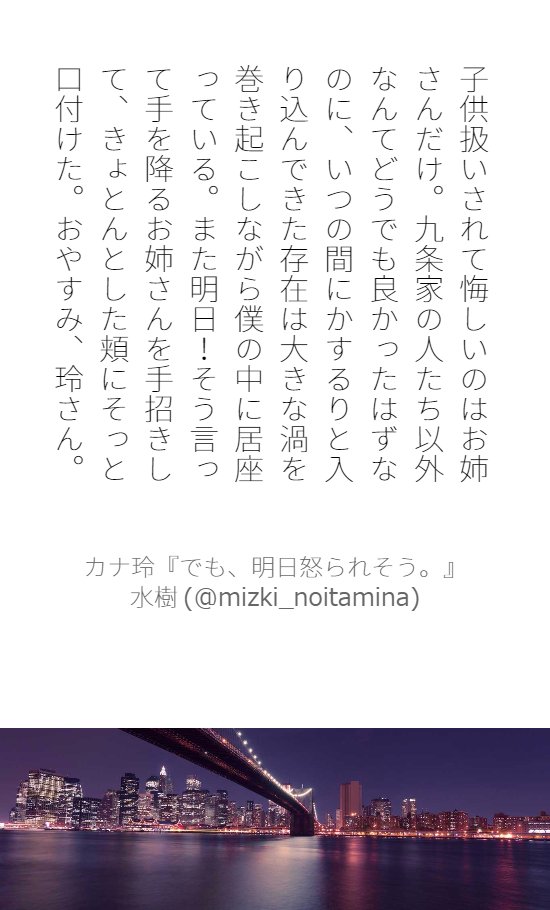 子供扱いされて悔しいのはお姉
さんだけ。九条家の人たち以外
なんてどうでも良かったはずな
のに、いつの間にかするりと入
り込んできた存在は大きな渦を
巻き起こしながら僕の中に居座
っている。また明日！そう言っ
て手を降るお姉さんを手招きし
て、きょとんとした頬にそっと
口付けた。おやすみ、玲さん。
カナ玲『でも、明日怒られそう。』
水樹 (@mizki_noitamina)